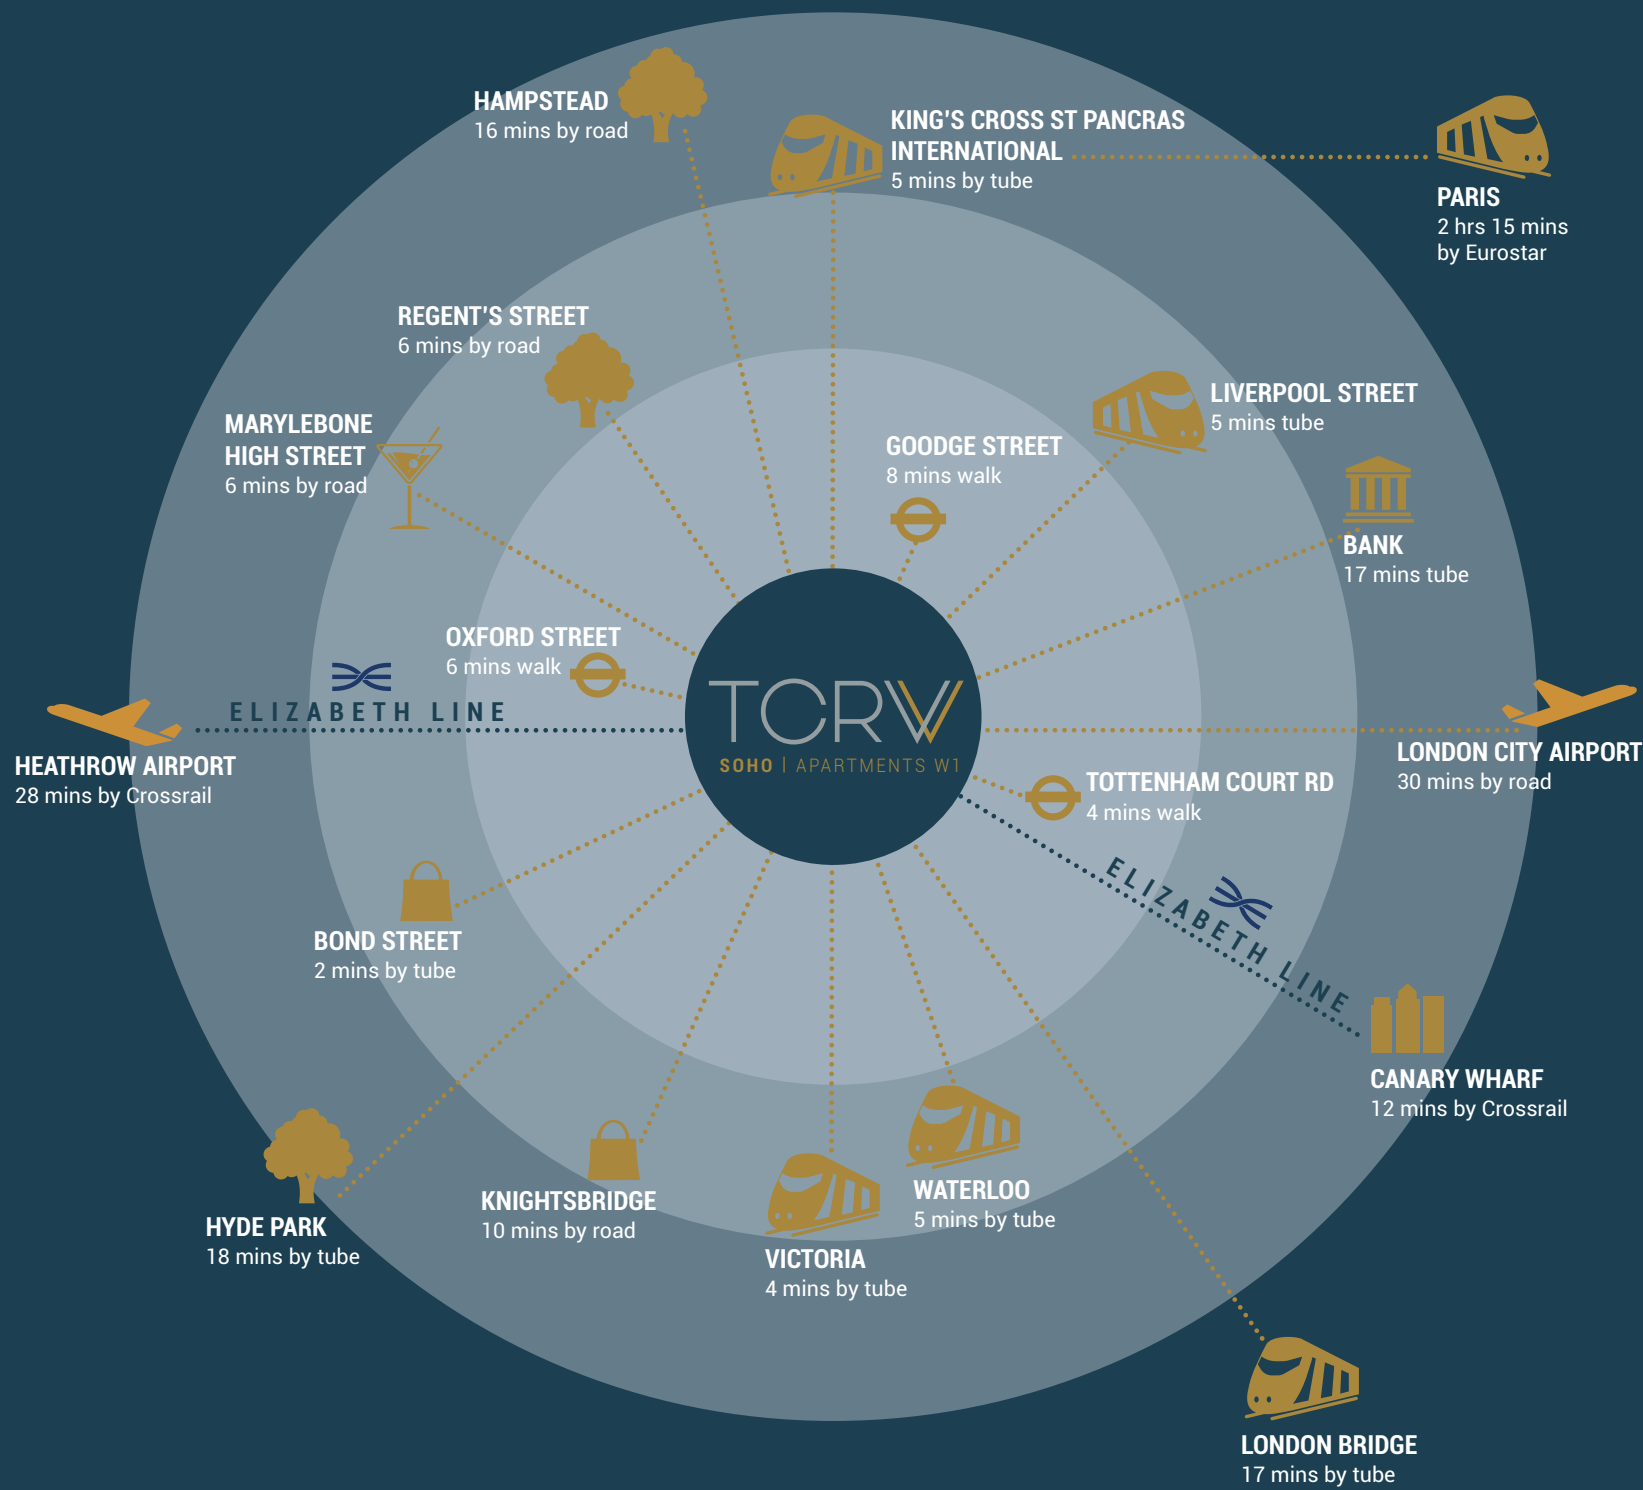 HAMPSTEAD
16 mins by road
KING'S CROSS ST PANCRAS
INTERNATIONAL
5 mins by tube
PARIS
2 hrs 15 mins
by Eurostar
REGENT'S STREET
6 mins by road
LIVERPOOL STREET
5 mins tube
MARYLEBONE
HIGH STREET
6 mins by road
GOODGE STREET
8 mins walk
BANK
17 mins tube
OXFORD STREET
6 mins walk
ELIZABETH LINE
HEATHROW AIRPORT
28 mins by Crossrail
TCRW
SOHO | APARTMENTS W1
LONDON CITY AIRPORT
30 mins by road
TOTTENHAM COURT RD
4 mins walk
ELIZABETH LINE
BOND STREET
2 mins by tube
CANARY WHARF
12 mins by Crossrail
HYDE PARK
18 mins by tube
KNIGHTSBRIDGE
10 mins by road
WATERLOO
5 mins by tube
VICTORIA
4 mins by tube
LONDON BRIDGE
17 mins by tube